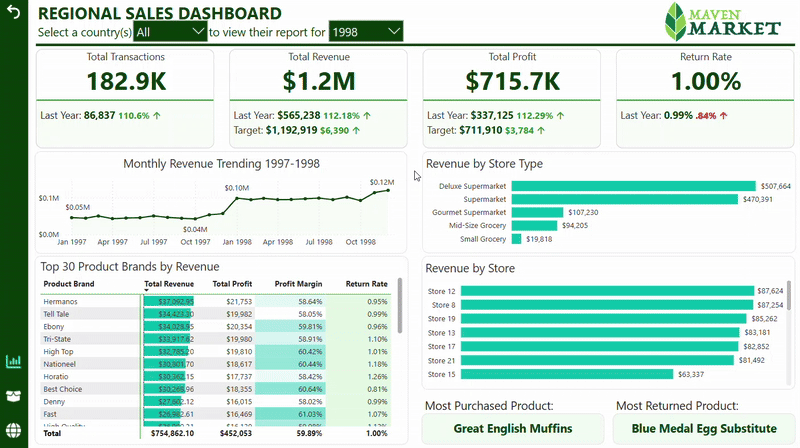 REGIONAL SALES DASHBOARD
Select a country(s) All to view their report for 1998
MAVEN
MARKET
Total Transactions
182.9K
Last Year: 86,837 110.6% ↑
Total Revenue
$1.2M
Last Year: $565,238 112.18% ↑
Target: $1,192,919 $6,390 ↑
Total Profit
$715.7K
Last Year: $337,125 112.29% ↑
Target: $711,910 $3,784 ↑
Return Rate
1.00%
Last Year: 0.99% .84% ↑
Monthly Revenue Trending 1997-1998
$0.1M
$0.0M
$0.05M
$0.04M
$0.10M
$0.12M
Jan 1997 Apr 1997 Jul 1997 Oct 1997 Jan 1998 Apr 1998 Jul 1998 Oct 1998
Revenue by Store Type
Deluxe Supermarket $507,664
Supermarket $470,391
Gourmet Supermarket $107,230
Mid-Size Grocery $94,205
Small Grocery $19,818
Top 30 Product Brands by Revenue
Product Brand Total Revenue Total Profit Profit Margin Return Rate
Hermanos $37,092.95 $21,753 58.64% 0.95%
Tell Tale $34,423.20 $19,982 58.05% 0.99%
Ebony $34,028.95 $20,354 59.81% 0.96%
Tri-State $33,917.62 $19,980 58.91% 1.10%
High Top $32,785.20 $19,810 60.42% 1.01%
Nationeel $30,901.70 $18,617 60.44% 1.18%
Horatio $30,362.15 $17,737 58.42% 1.26%
Best Choice $30,268.96 $18,355 60.64% 0.81%
Denny $27,602.12 $16,015 58.02% 0.99%
Fast $26,982.61 $16,469 61.03% 1.07%
Total $754,862.10 $452,053 59.89% 1.00%
Revenue by Store
Store 12 $87,624
Store 8 $87,254
Store 19 $85,262
Store 13 $83,181
Store 17 $82,852
Store 21 $81,492
Store 15 $63,337
Most Purchased Product:
Great English Muffins
Most Returned Product:
Blue Medal Egg Substitute